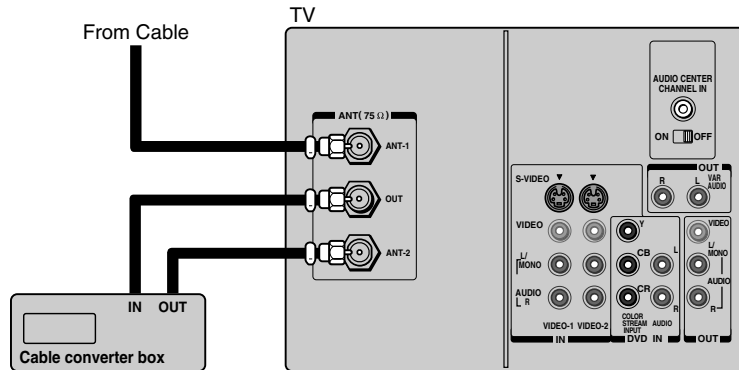 TV
From Cable
ANT( 75 Ω )
ANT-1
OUT
ANT-2
IN OUT
Cable converter box
AUDIO CENTER
CHANNEL IN
ON OFF
OUT
R L VAR
AUDIO
S-VIDEO
VIDEO
L/
MONO
AUDIO
L R
VIDEO-1 VIDEO-2
IN
Y
CB
CR
L
R
COLOR
STREAM
INPUT
AUDIO
DVD IN
VIDEO
L/
MONO
AUDIO
R
OUT